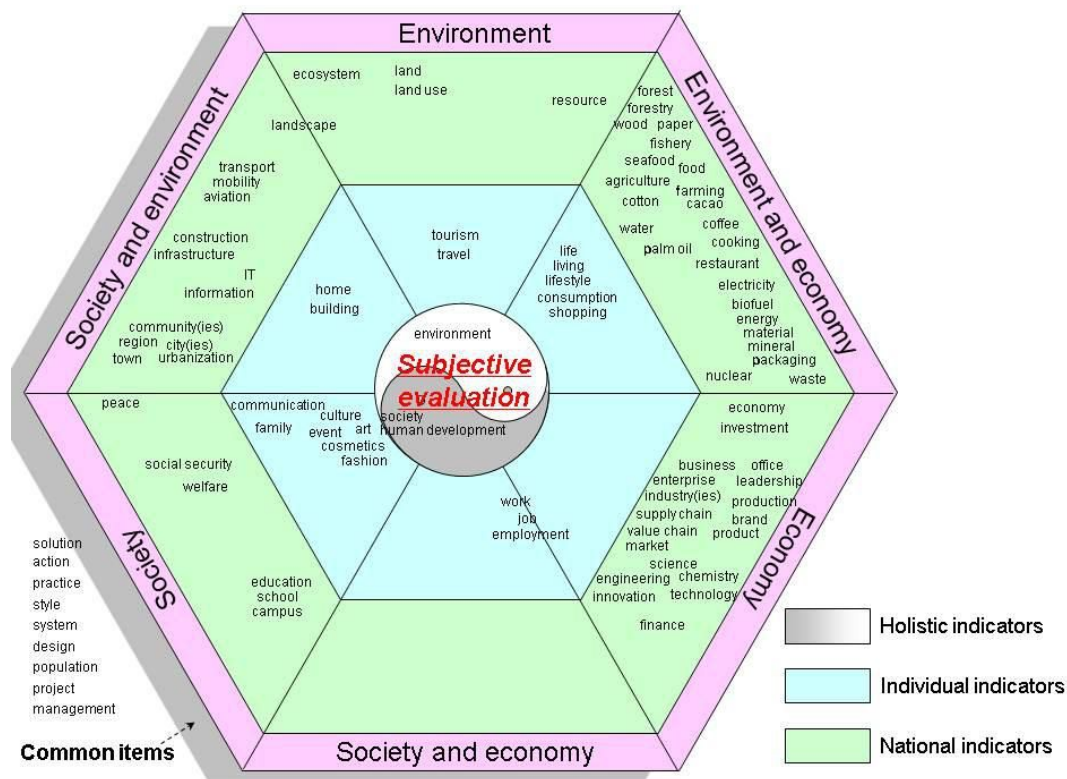 Environment
Environment and economy
Economy
Society and economy
Society
Society and environment
ecosystem
land
land use
resource
landscape
transport
mobility
aviation
construction
infrastructure
IT
information
community(ies)
region city(ies)
town urbanization
forest
forestry
wood paper
fishery
seafood food
agriculture farming
cotton cacao
water coffee
palm oil cooking
restaurant
electricity
biofuel
energy
material
mineral
packaging
nuclear waste
tourism
travel
life
living
lifestyle
consumption
shopping
home
building
environment
Subjective
evaluation
society
human development
communication
family
culture
event art
cosmetics
fashion
work
job
employment
peace
social security
welfare
education
school
campus
economy
investment
business office
enterprise leadership
industry(ies)
production
supply chain brand
value chain product
market
science
engineering chemistry
innovation technology
finance
solution
action
practice
style
system
design
population
project
management
Common items
Holistic indicators
Individual indicators
National indicators